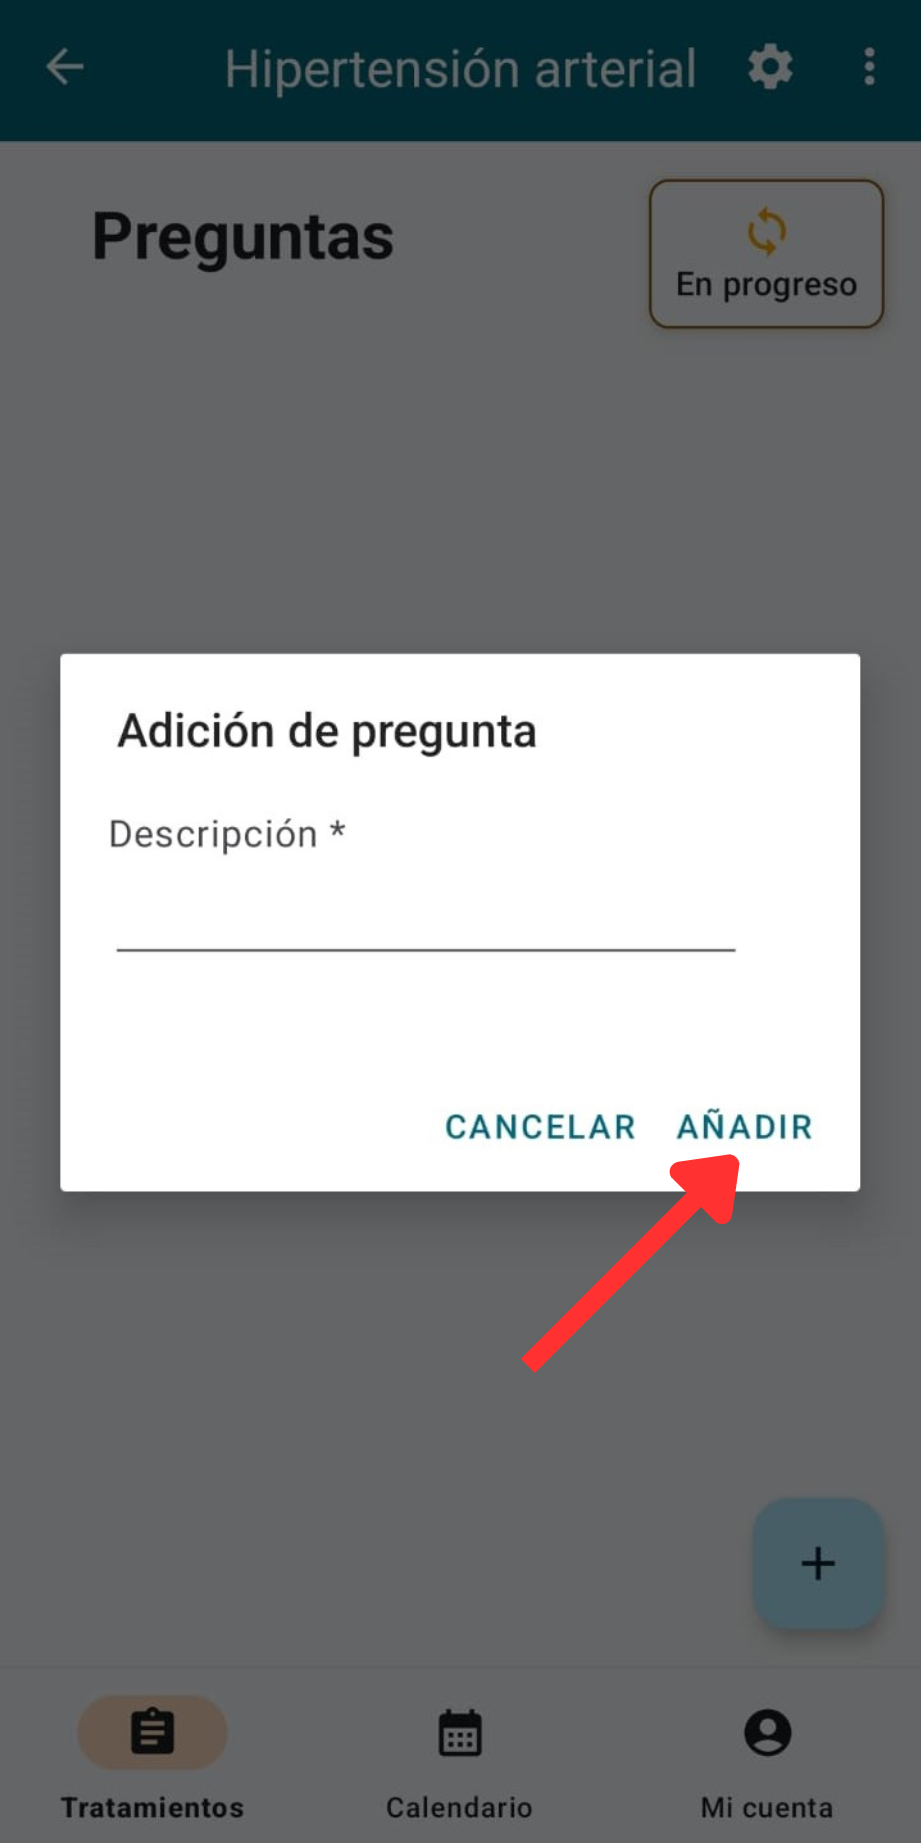 Hipertensión arterial
Preguntas
En progreso
Adición de pregunta
Descripción *
CANCELAR AÑADIR
+
Tratamientos Calendario Mi cuenta